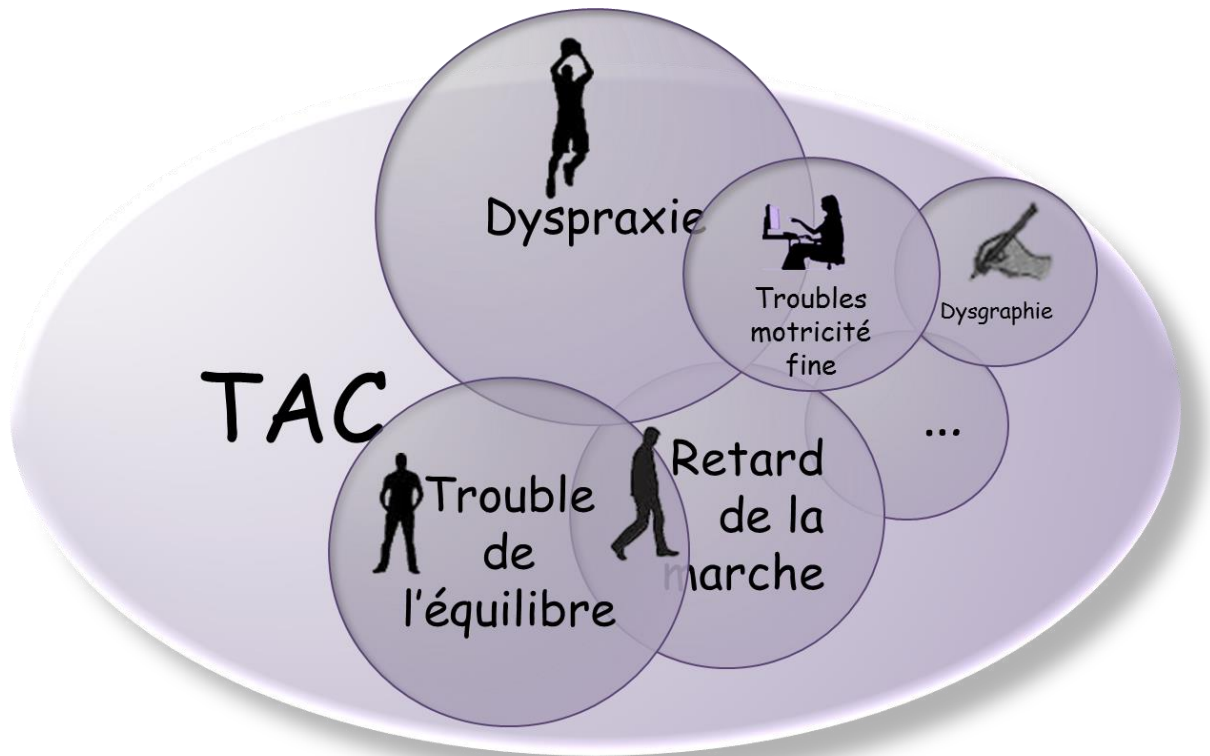 Dyspraxie
Troubles
motricité
fine
Dysgraphie
TAC
...
Retard
de la
marche
Trouble
de
l'équilibre